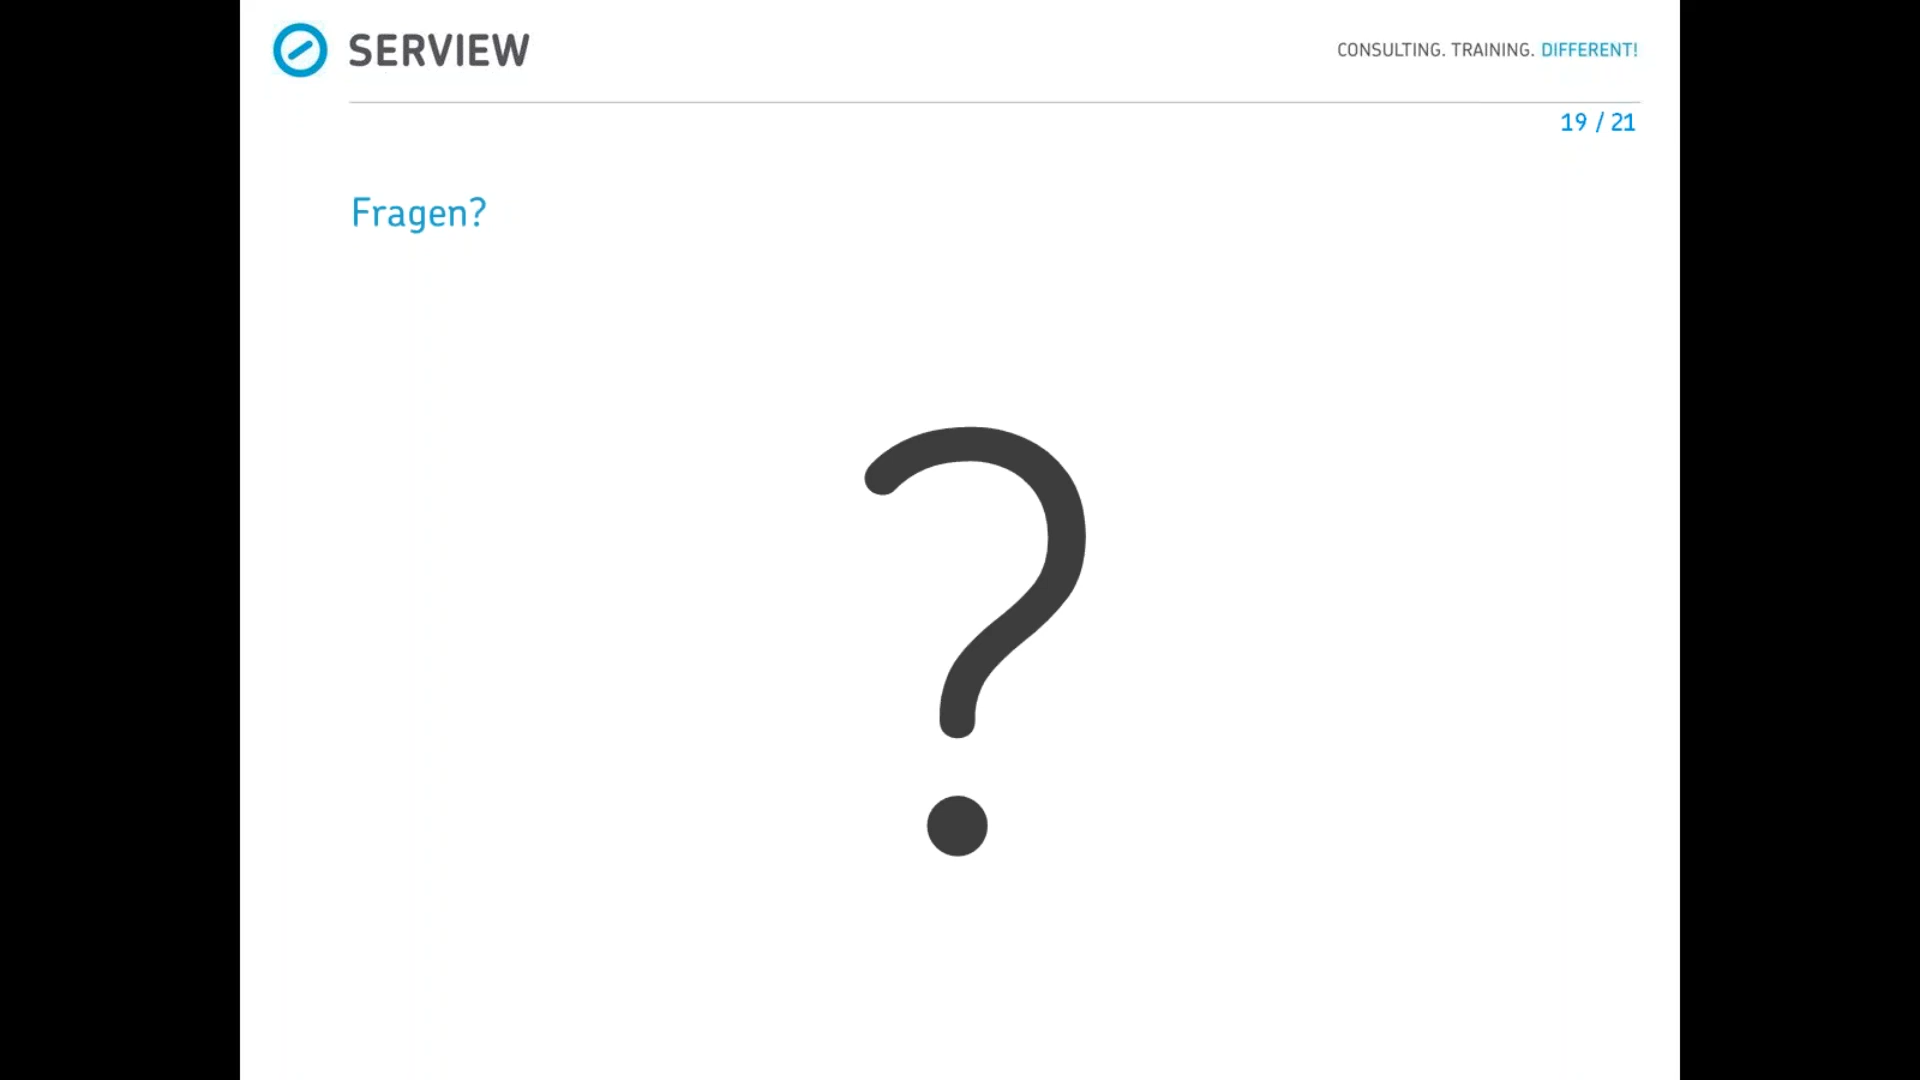 SERVIEW
CONSULTING. TRAINING. DIFFERENT!
19 / 21
Fragen?
?